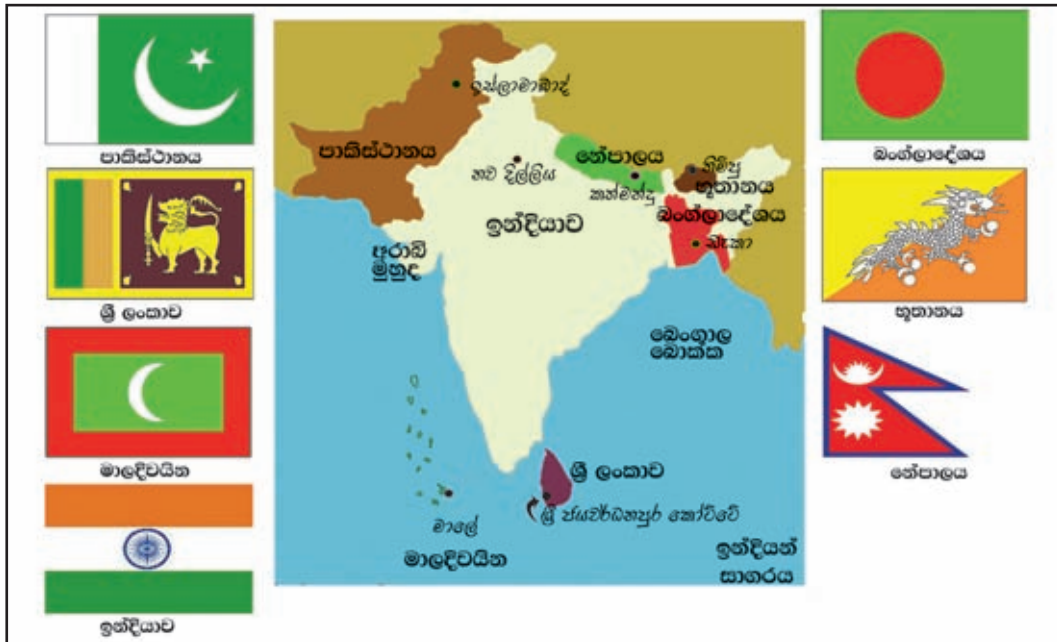 පාකිස්ථානය
ශ්‍රී ලංකාව
මාලදිවයින
ඉන්දියාව
ඉස්ලාමාබාද්
පාකිස්ථානය
නව දිල්ලිය
නේපාලය
කත්මන්දු
තිම්පු
භූතානය
බංග්ලාදේශය
ඩකා
ඉන්දියාව
අරාබි
මුහුද
බෙංගාල
බොක්ක
ශ්‍රී ලංකාව
ශ්‍රී ජයවර්ධනපුර කෝට්ටේ
මාලේ
මාලදිවයින
ඉන්දියන්
සාගරය
බංග්ලාදේශය
භූතානය
නේපාලය